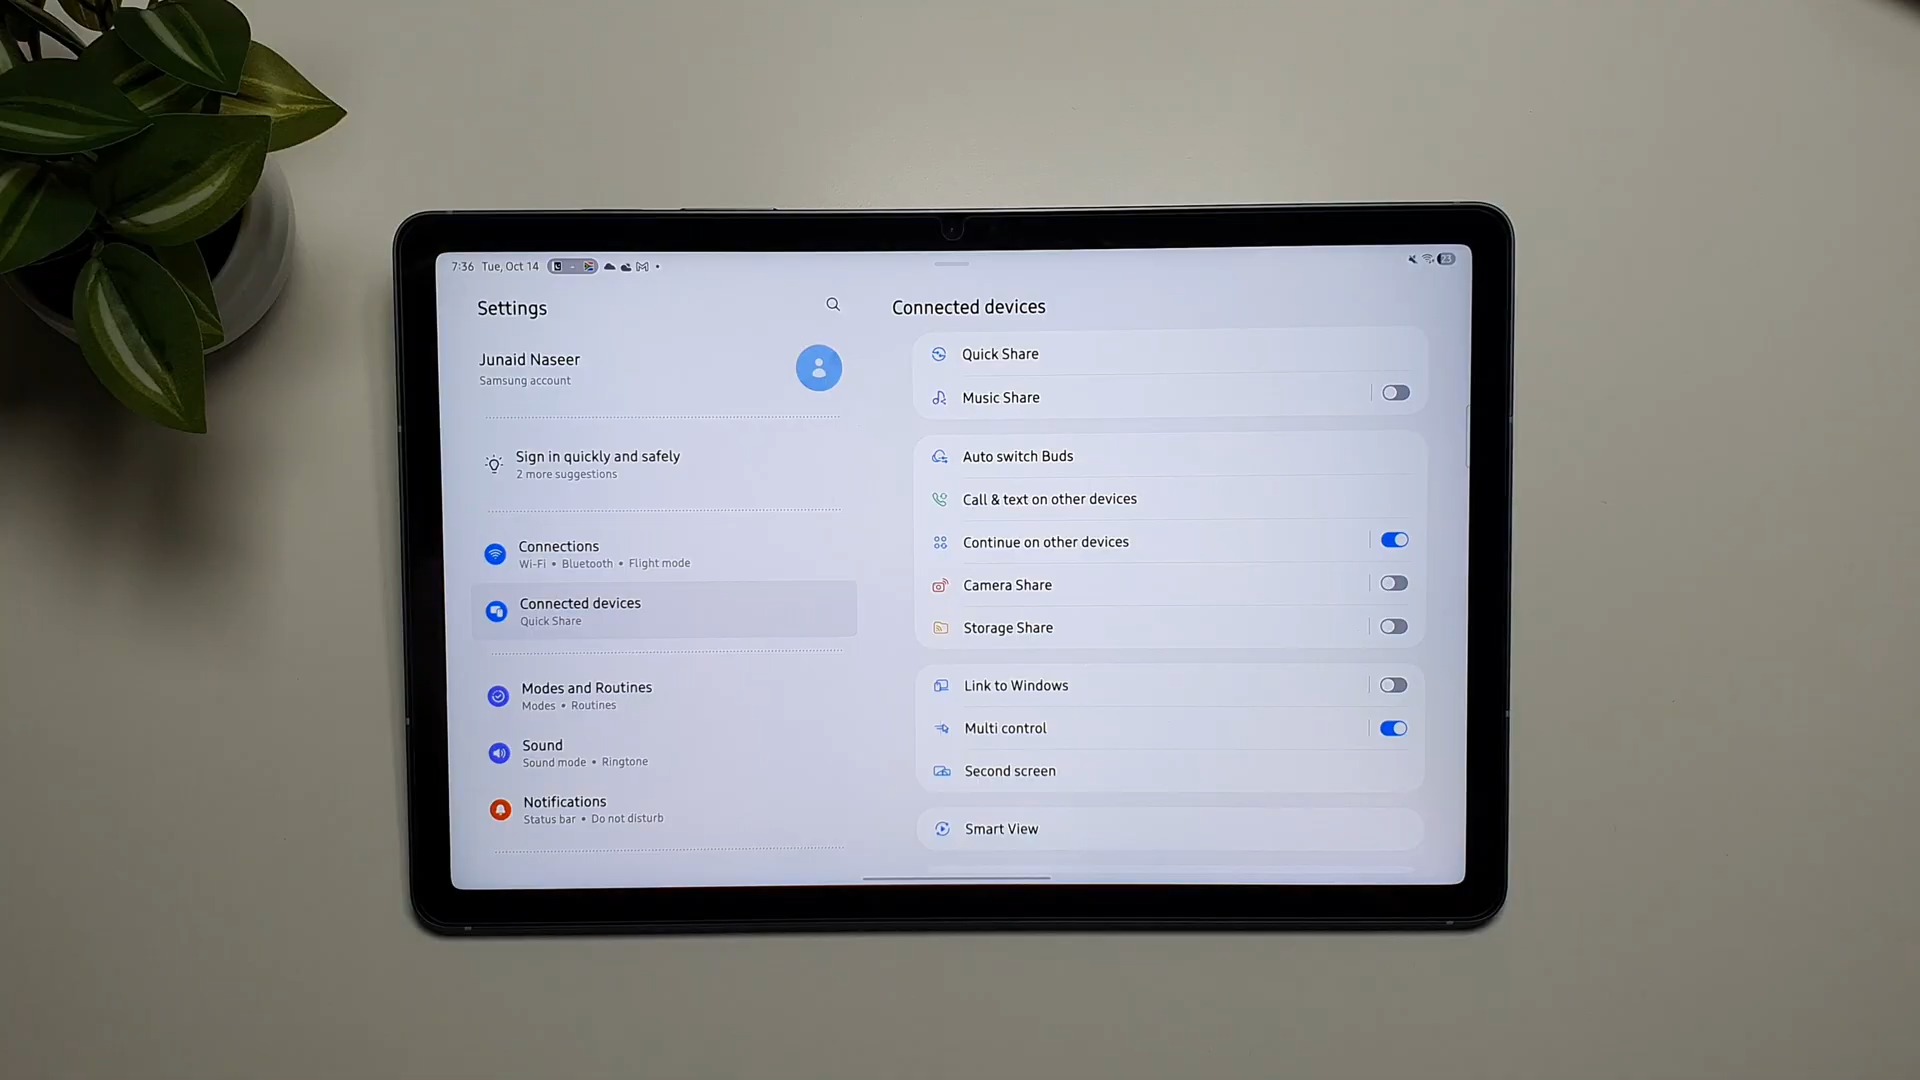 7:36 Tue, Oct 14
23
Settings
Junaid Naseer
Samsung account
Sign in quickly and safely
2 more suggestions
Connections
Wi-Fi • Bluetooth • Flight mode
Connected devices
Quick Share
Modes and Routines
Modes • Routines
Sound
Sound mode • Ringtone
Notifications
Status bar • Do not disturb
Connected devices
Quick Share
Music Share
Auto switch Buds
Call & text on other devices
Continue on other devices
Camera Share
Storage Share
Link to Windows
Multi control
Second screen
Smart View